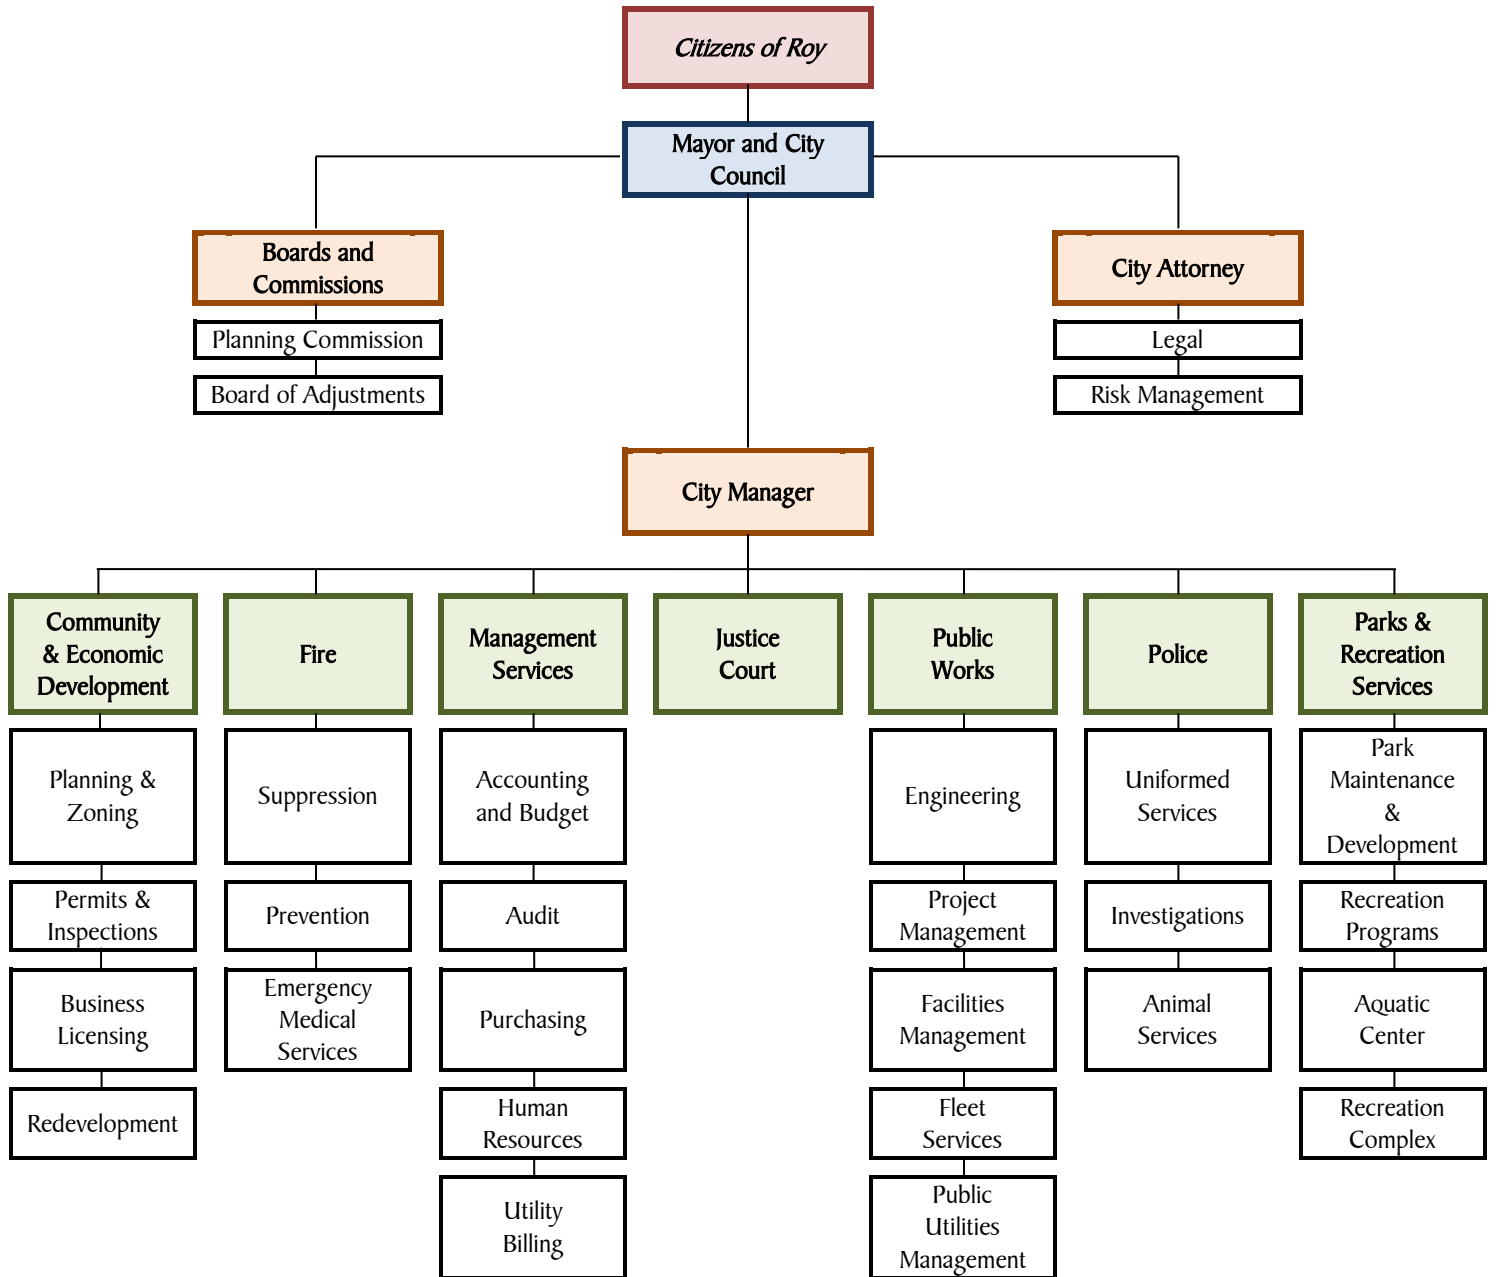 Citizens of Roy
Mayor and City
Council
Boards and
Commissions
Planning Commission
Board of Adjustments
City Attorney
Legal
Risk Management
City Manager
Community
& Economic
Development
Planning &
Zoning
Permits &
Inspections
Business
Licensing
Redevelopment
Fire
Suppression
Prevention
Emergency
Medical
Services
Management
Services
Accounting
and Budget
Audit
Purchasing
Human
Resources
Utility
Billing
Justice
Court
Public
Works
Engineering
Project
Management
Facilities
Management
Fleet
Services
Public
Utilities
Management
Police
Uniformed
Services
Investigations
Animal
Services
Parks &
Recreation
Services
Park
Maintenance
&
Development
Recreation
Programs
Aquatic
Center
Recreation
Complex